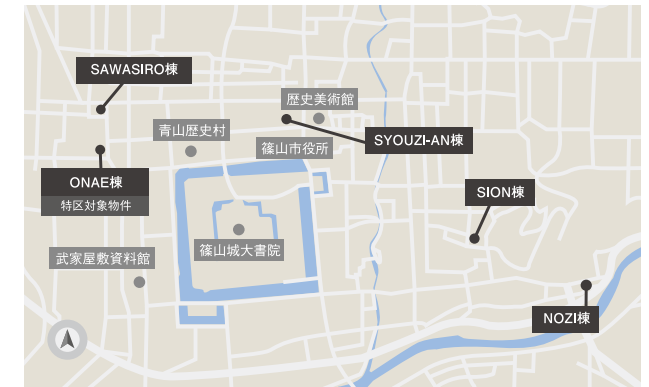 SAWASIRO棟
歴史美術館
青山歴史村
SYOUZI-AN棟
篠山市役所
ONAE棟
特区対象物件
SION棟
篠山城大書院
武家屋敷資料館
NOZI棟